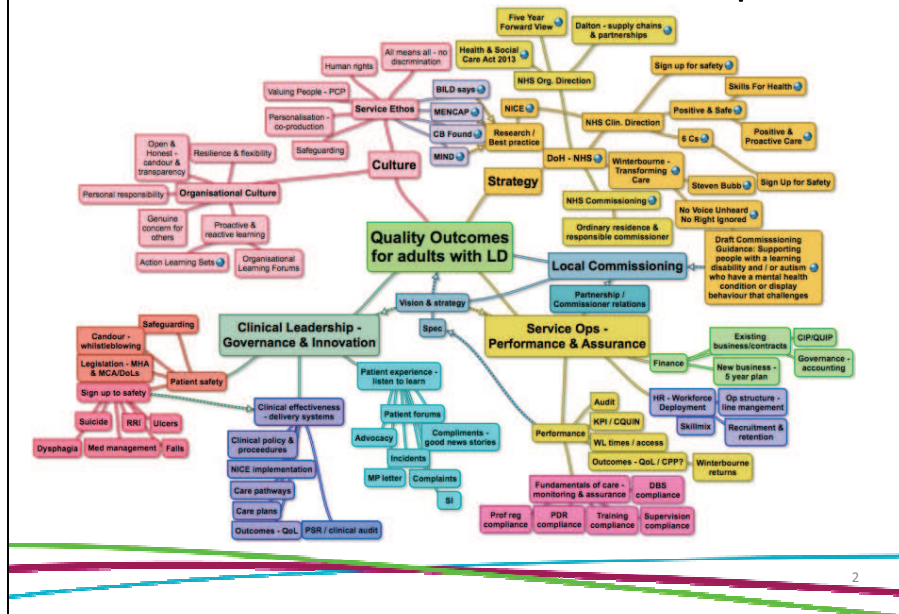 Five Year
Forward View
Dalton - supply chains
& partnerships
Health & Social
Care Act 2013
NHS Org. Direction
All means all - no
discrimination
Human rights
Valuing People - PCP
Service Ethos
Personalisation -
co-production
Safeguarding
BILD says
MENCAP
CB Found
MIND
Research /
Best practice
NICE
NHS Clin. Direction
Sign up for safety
Skills For Health
Positive & Safe
Positive &
Proactive Care
6 Cs
Sign Up for Safety
DoH - NHS
Winterbourne -
Transforming
Care
Steven Bubb
No Voice Unheard
No Right Ignored
NHS Commissioning
Ordinary residence &
responsible commissioner
Culture
Strategy
Open &
Honest -
candour &
transparency
Resilience & flexibility
Personal responsibility
Organisational Culture
Genuine
concern for
others
Proactive &
reactive learning
Action Learning Sets
Organisational
Learning Forums
Quality Outcomes
for adults with LD
Local Commissioning
Draft Commissioning
Guidance: Supporting
people with a learning
disability and / or autism
who have a mental health
condition or display
behaviour that challenges
Partnership /
Commissioner relations
Vision & strategy
Spec
Clinical Leadership -
Governance & Innovation
Service Ops -
Performance & Assurance
Safeguarding
Candour -
whistleblowing
Legislation - MHA
& MCA/DoLs
Patient safety
Sign up to safety
Suicide
RRI
Ulcers
Dysphagia
Med management
Falls
Clinical effectiveness
- delivery systems
Clinical policy &
proceedures
NICE implementation
Care pathways
Care plans
Outcomes - QoL
PSR / clinical audit
Patient experience -
listen to learn
Patient forums
Advocacy
Compliments -
good news stories
Incidents
MP letter
Complaints
SI
Finance
Existing
business/contracts
CIP/QUIP
Governance -
accounting
New business -
5 year plan
HR - Workforce
Deployment
Op structure -
line mangement
Skillmix
Recruitment &
retention
Performance
Audit
KPI / CQUIN
WL times / access
Outcomes - QoL / CPP?
Winterbourne
returns
Fundamentals of care -
monitoring & assurance
DBS
compliance
Prof reg
compliance
PDR
compliance
Training
compliance
Supervision
compliance
2